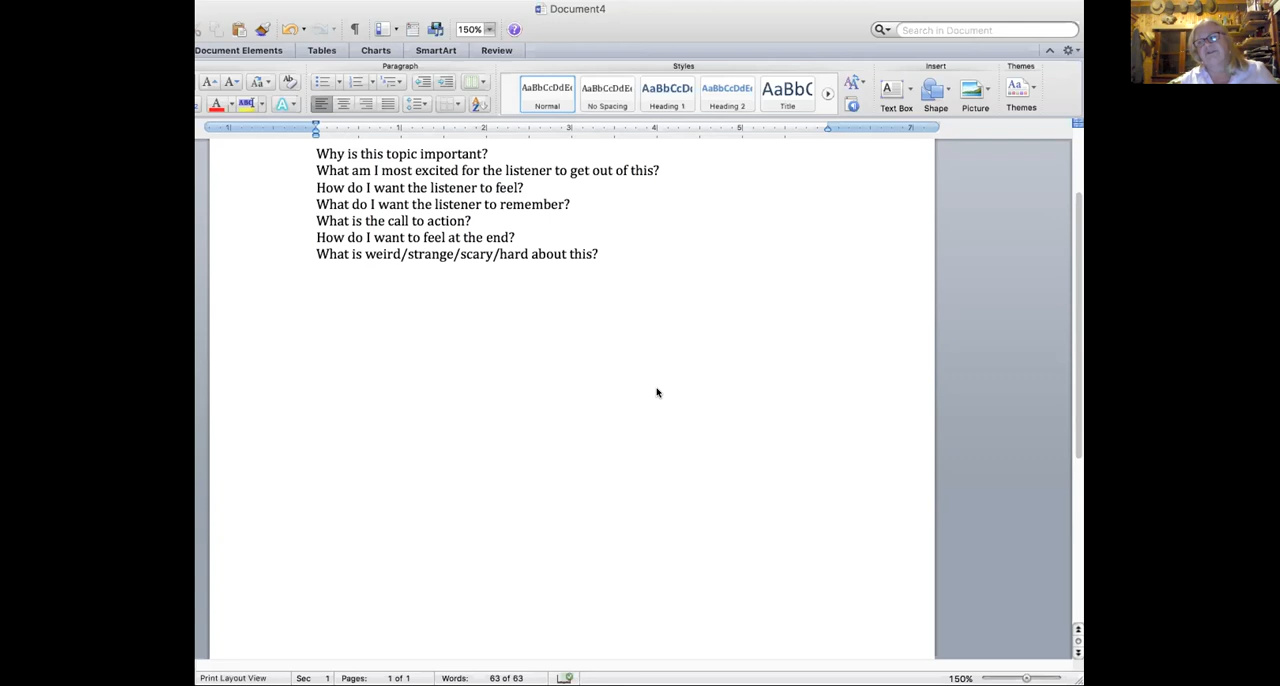 Document4
150%
Search in Document
Document Elements
Tables
Charts
SmartArt
Review
Paragraph
Styles
Insert
Themes
AaBbCcDdEe
AaBbCcDdEe
AaBbCcDc
AaBbCcDdEe
AaBbC
Normal
No Spacing
Heading 1
Heading 2
Title
Text Box
Shape
Picture
Themes
Why is this topic important?
What am I most excited for the listener to get out of this?
How do I want the listener to feel?
What do I want the listener to remember?
What is the call to action?
How do I want to feel at the end?
What is weird/strange/scary/hard about this?
Print Layout View
Sec 1
Pages: 1 of 1
Words: 63 of 63
150%